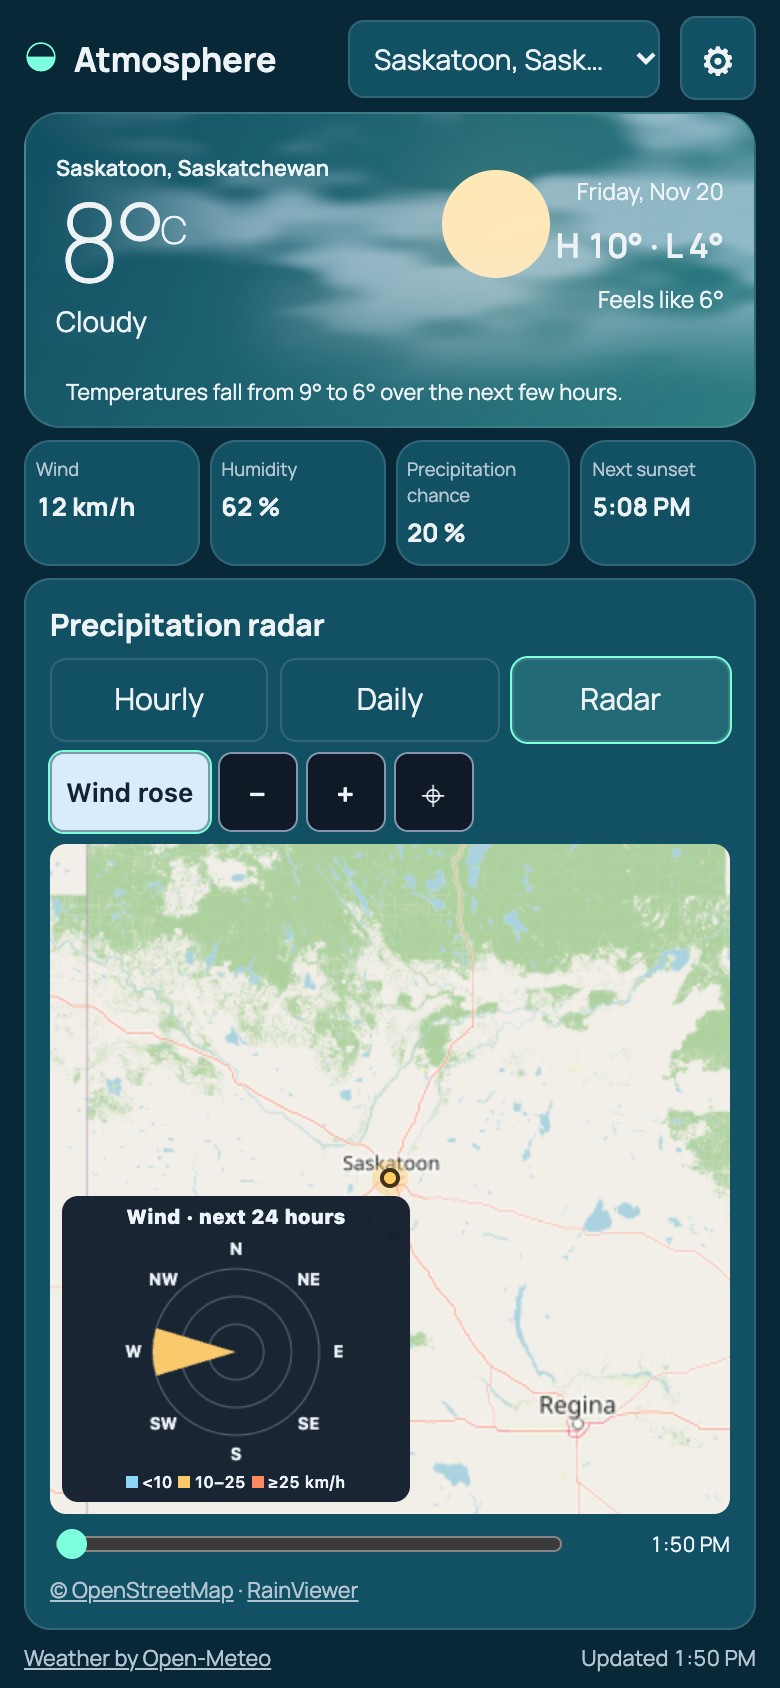 Atmosphere
Saskatoon, Sask...
Saskatoon, Saskatchewan
8°C
Cloudy
Friday, Nov 20
H 10° · L 4°
Feels like 6°
Temperatures fall from 9° to 6° over the next few hours.
Wind
12 km/h
Humidity
62 %
Precipitation
chance
20 %
Next sunset
5:08 PM
Precipitation radar
Hourly
Daily
Radar
Wind rose
−
+
Saskatoon
Wind · next 24 hours
N
NW
NE
W
E
SW
SE
S
<10
10–25
≥25 km/h
Regina
1:50 PM
© OpenStreetMap · RainViewer
Weather by Open-Meteo
Updated 1:50 PM